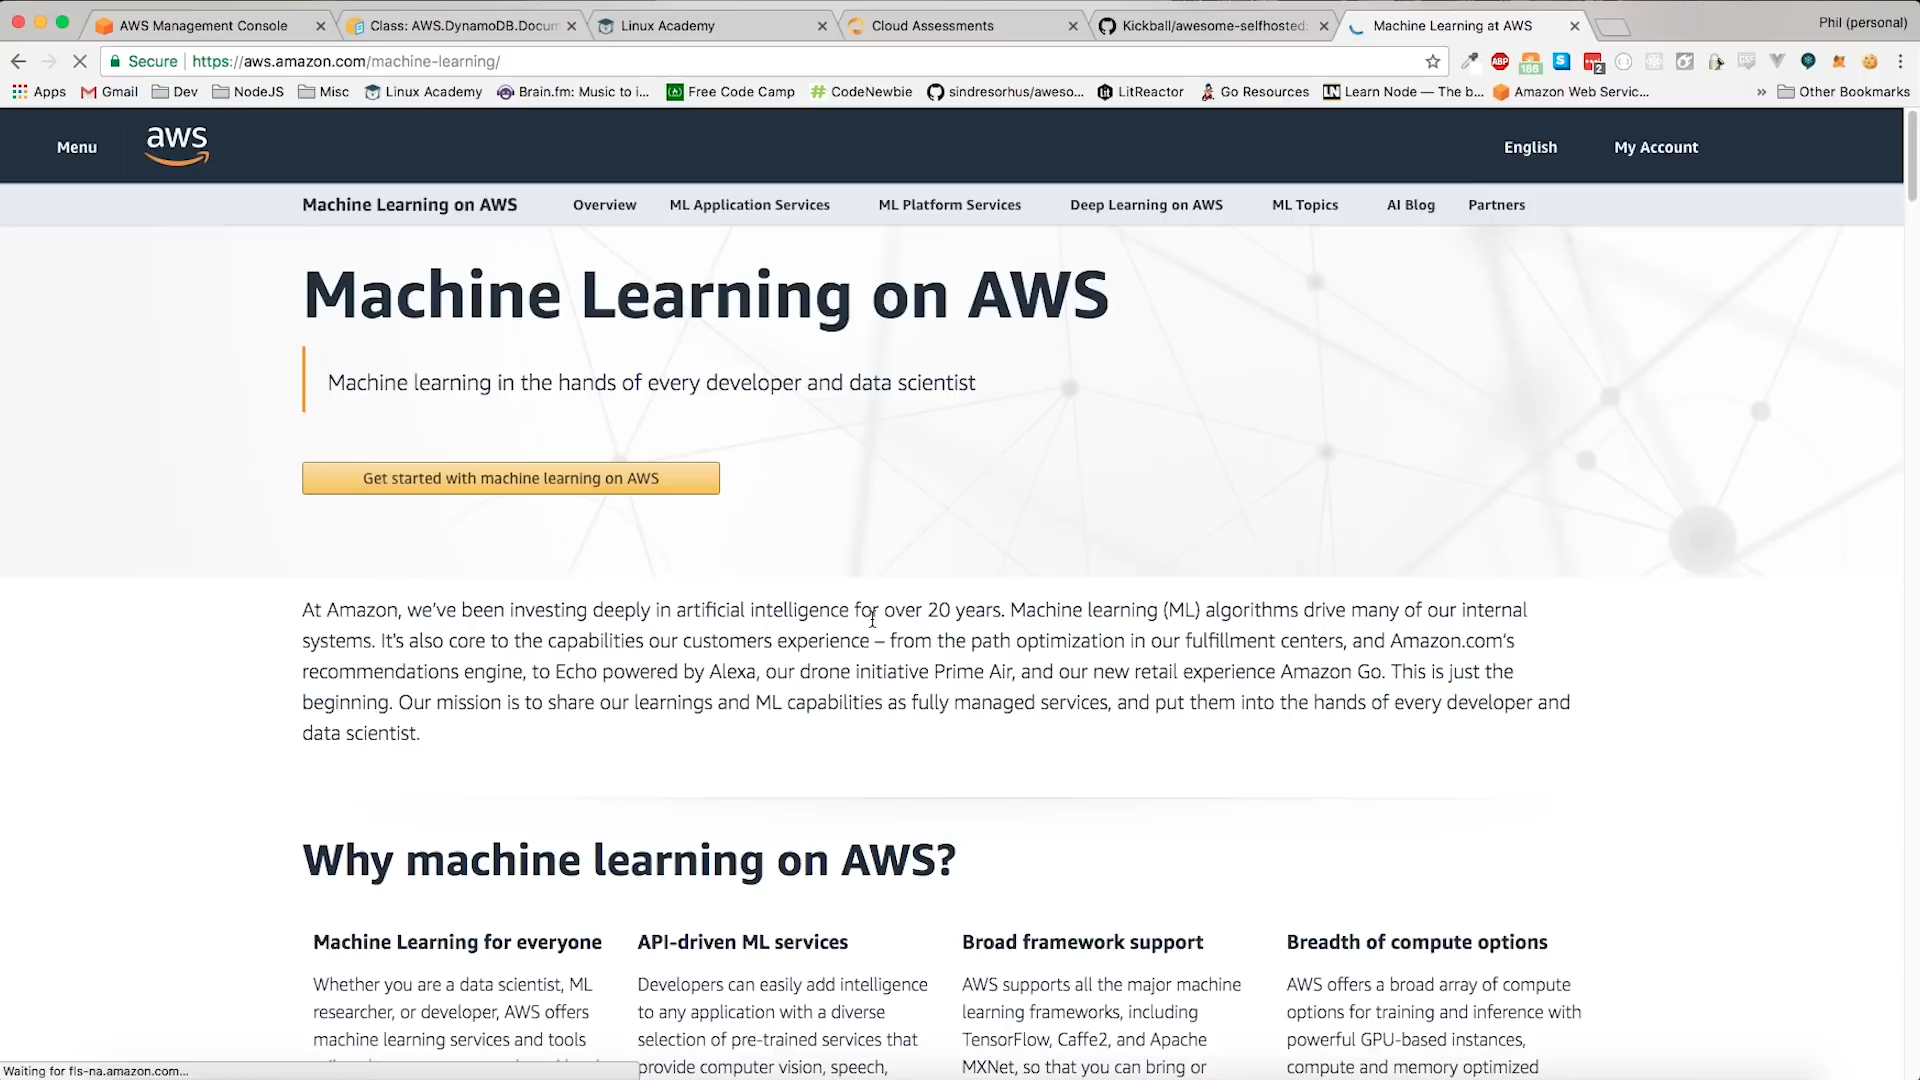 AWS Management Console
Class: AWS.DynamoDB.Docum
Linux Academy
Cloud Assessments
Kickball/awesome-selfhosted:
Machine Learning at AWS
Phil (personal)
Secure
https://aws.amazon.com/machine-learning/
ABP
186
S
2
Apps
Gmail
Dev
NodeJS
Misc
Linux Academy
Brain.fm: Music to i...
Free Code Camp
CodeNewbie
sindresorhus/aweso...
LitReactor
Go Resources
Learn Node — The b...
Amazon Web Servic...
»
Other Bookmarks
Menu
aws
English
My Account
Machine Learning on AWS
Overview
ML Application Services
ML Platform Services
Deep Learning on AWS
ML Topics
AI Blog
Partners
Machine Learning on AWS
Machine learning in the hands of every developer and data scientist
Get started with machine learning on AWS
At Amazon, we’ve been investing deeply in artificial intelligence for over 20 years. Machine learning (ML) algorithms drive many of our internal
systems. It’s also core to the capabilities our customers experience – from the path optimization in our fulfillment centers, and Amazon.com’s
recommendations engine, to Echo powered by Alexa, our drone initiative Prime Air, and our new retail experience Amazon Go. This is just the
beginning. Our mission is to share our learnings and ML capabilities as fully managed services, and put them into the hands of every developer and
data scientist.
Why machine learning on AWS?
Machine Learning for everyone
Whether you are a data scientist, ML
researcher, or developer, AWS offers
machine learning services and tools
API-driven ML services
Developers can easily add intelligence
to any application with a diverse
selection of pre-trained services that
provide computer vision, speech,
Broad framework support
AWS supports all the major machine
learning frameworks, including
TensorFlow, Caffe2, and Apache
MXNet, so that you can bring or
Breadth of compute options
AWS offers a broad array of compute
options for training and inference with
powerful GPU-based instances,
compute and memory optimized
Waiting for fls-na.amazon.com...